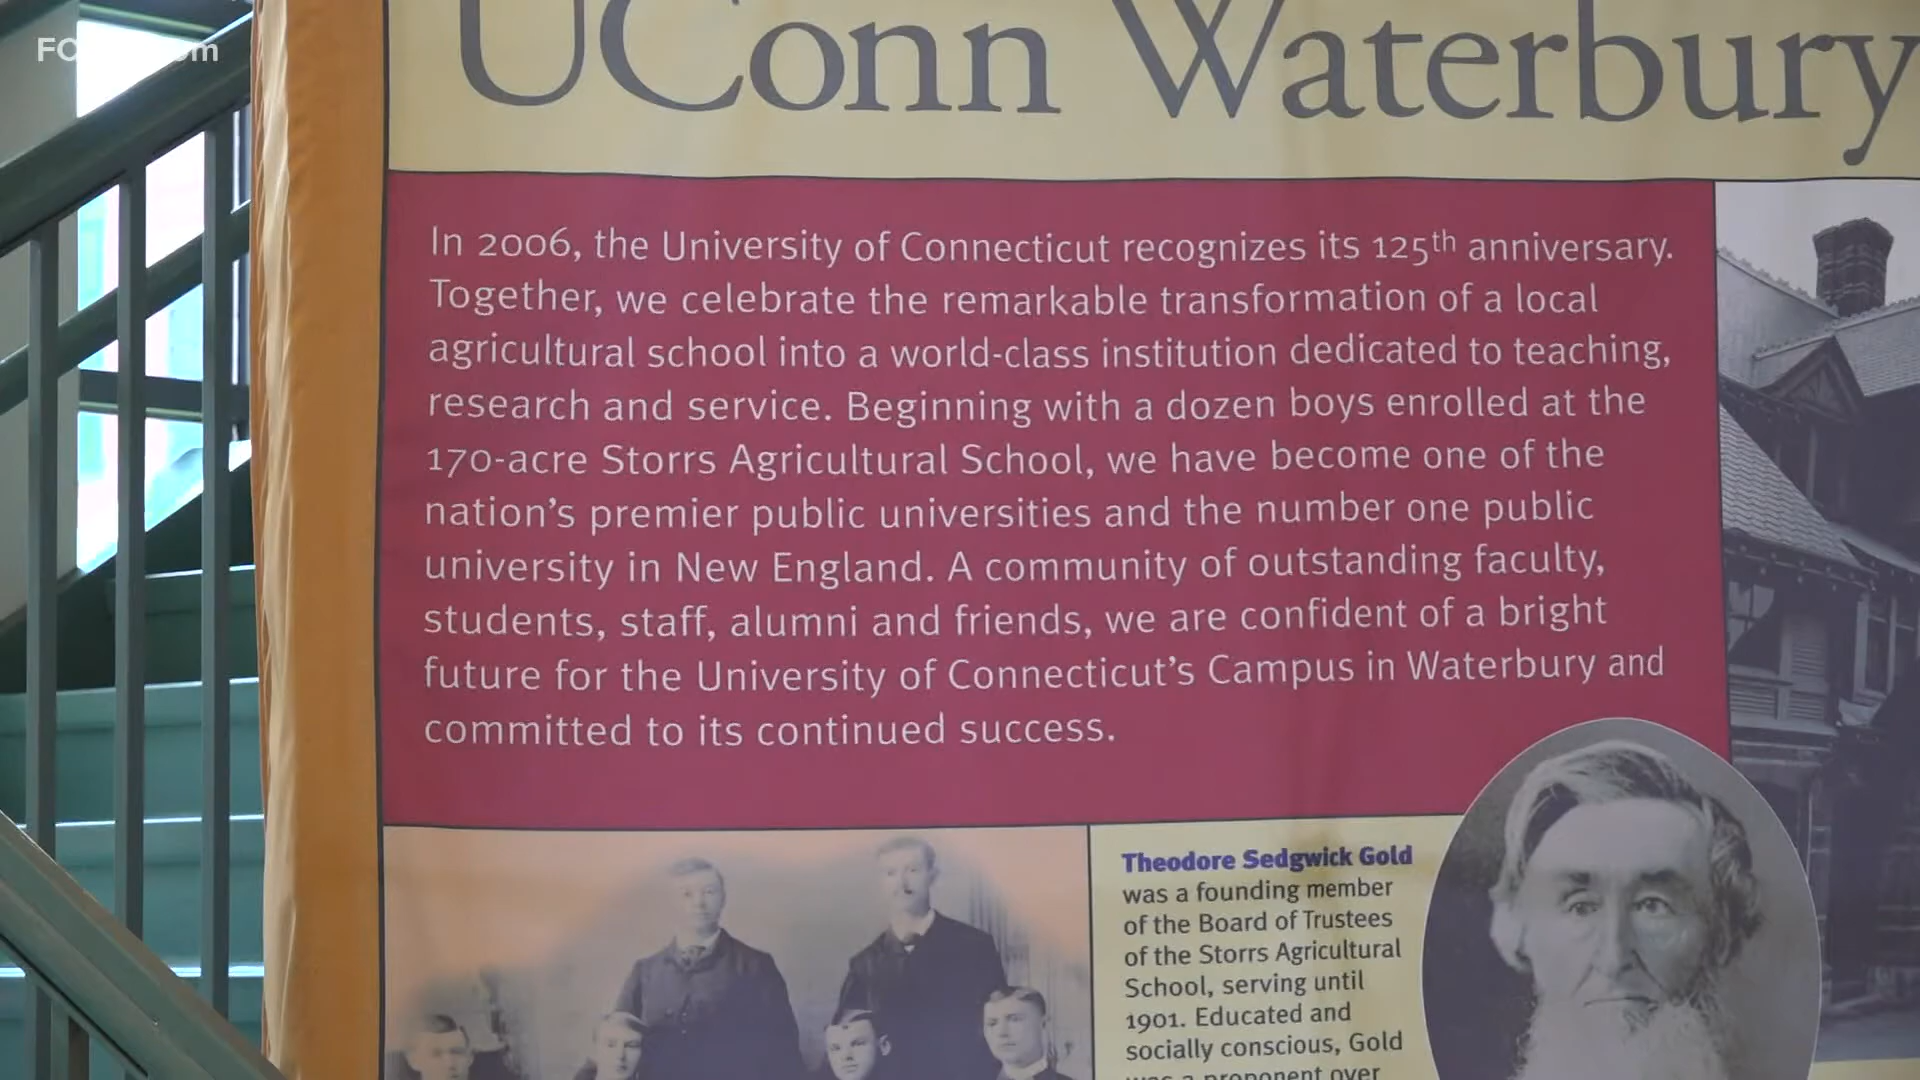 UConn Waterbury
In 2006, the University of Connecticut recognizes its 125th anniversary.
Together, we celebrate the remarkable transformation of a local
agricultural school into a world-class institution dedicated to teaching,
research and service. Beginning with a dozen boys enrolled at the
170-acre Storrs Agricultural School, we have become one of the
nation's premier public universities and the number one public
university in New England. A community of outstanding faculty,
students, staff, alumni and friends, we are confident of a bright
future for the University of Connecticut's Campus in Waterbury and
committed to its continued success.
Theodore Sedgwick Gold
was a founding member
of the Board of Trustees
of the Storrs Agricultural
School, serving until
1901. Educated and
socially conscious, Gold
was a proponent over